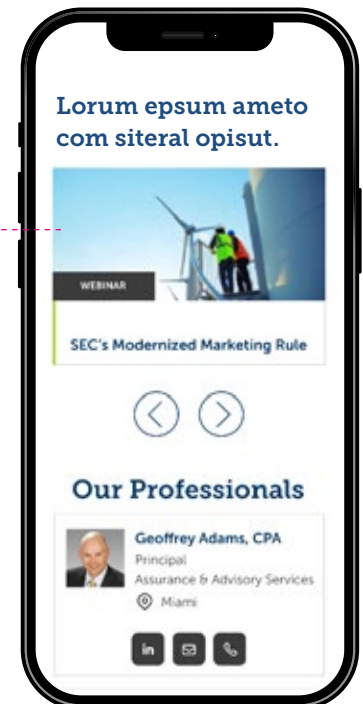 Lorum epsum ameto
com siteral opisut.
WEBINAR
SEC's Modernized Marketing Rule
Our Professionals
Geoffrey Adams, CPA
Principal
Assurance & Advisory Services
Miami
in